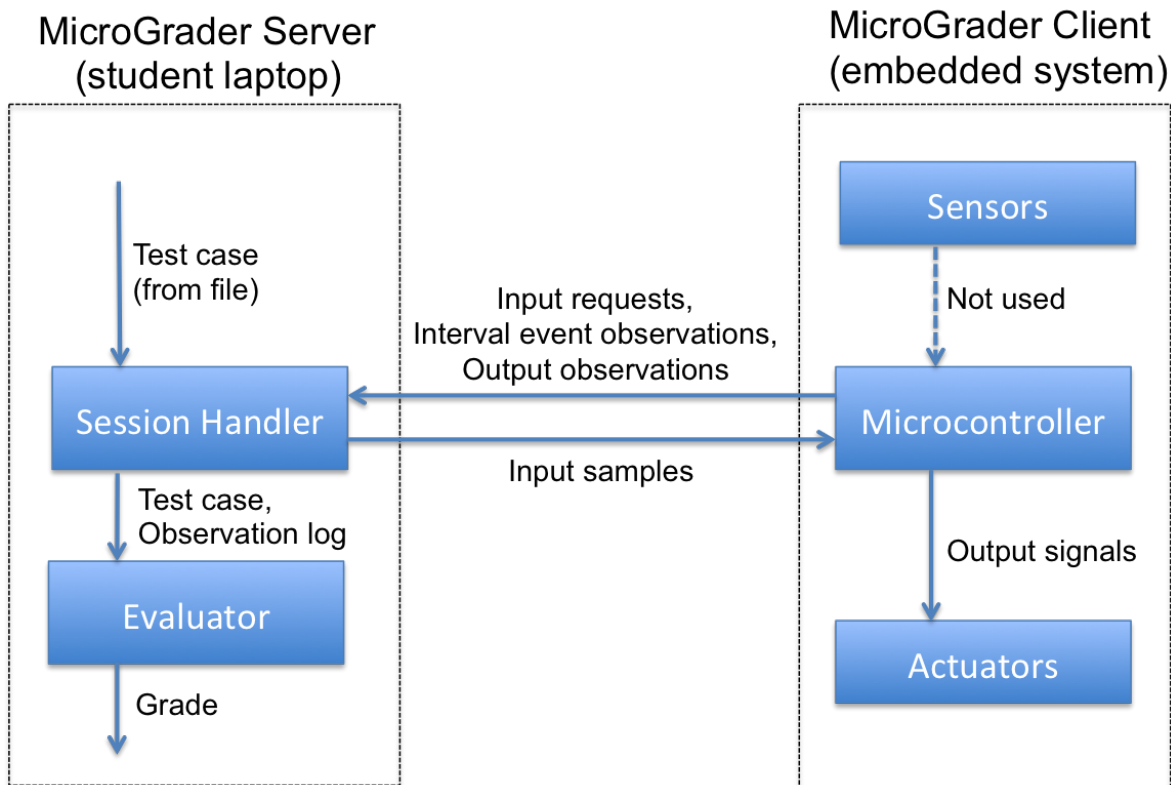 MicroGrader Server
(student laptop)
MicroGrader Client
(embedded system)
Test case
(from file)
Session Handler
Test case,
Observation log
Evaluator
Grade
Input requests,
Interval event observations,
Output observations
Input samples
Sensors
Not used
Microcontroller
Output signals
Actuators